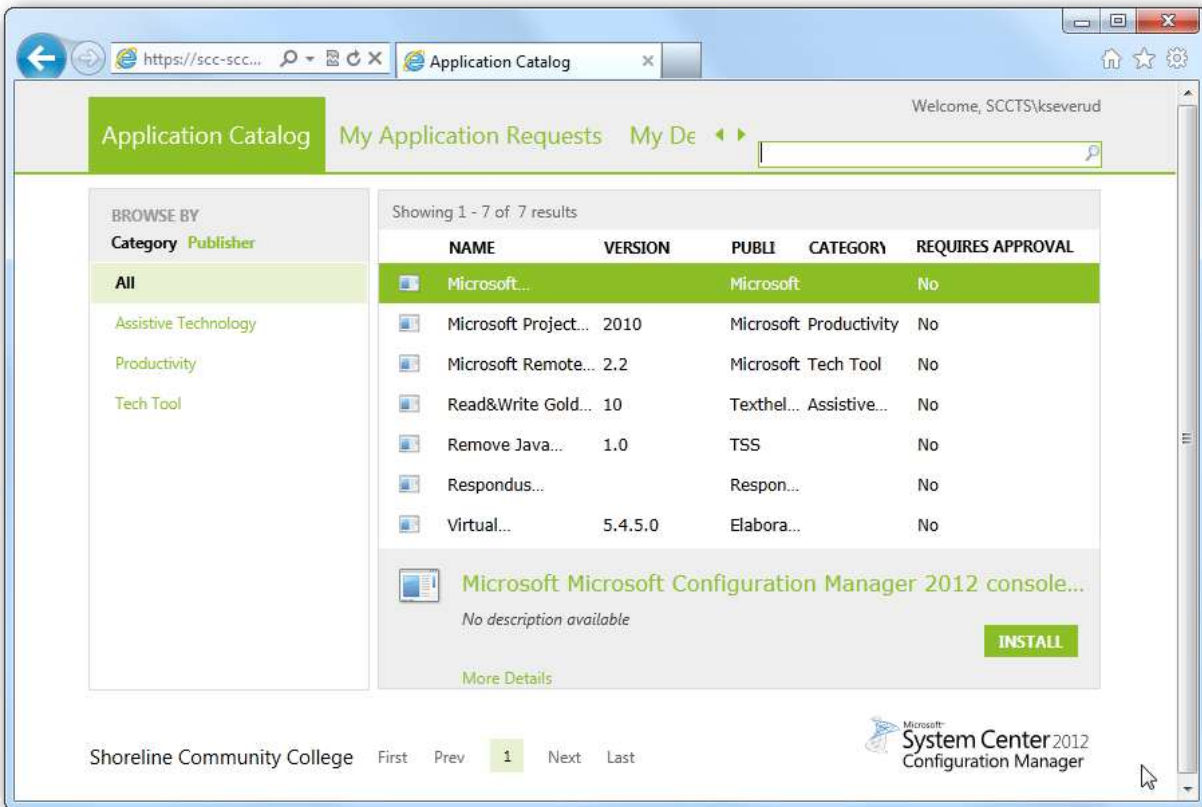 https://scc-scc...
Application Catalog
Welcome, SCCTS\kseverud
Application Catalog My Application Requests My De
BROWSE BY
Category Publisher
All
Assistive Technology
Productivity
Tech Tool
Showing 1 - 7 of 7 results
NAME VERSION PUBLI CATEGORY REQUIRES APPROVAL
Microsoft... Microsoft No
Microsoft Project... 2010 Microsoft Productivity No
Microsoft Remote... 2.2 Microsoft Tech Tool No
Read&Write Gold... 10 Texthel... Assistive... No
Remove Java... 1.0 TSS No
Respondus... Respon... No
Virtual... 5.4.5.0 Elabora... No
Microsoft Microsoft Configuration Manager 2012 console...
No description available
INSTALL
More Details
Shoreline Community College First Prev 1 Next Last
Microsoft
System Center 2012
Configuration Manager